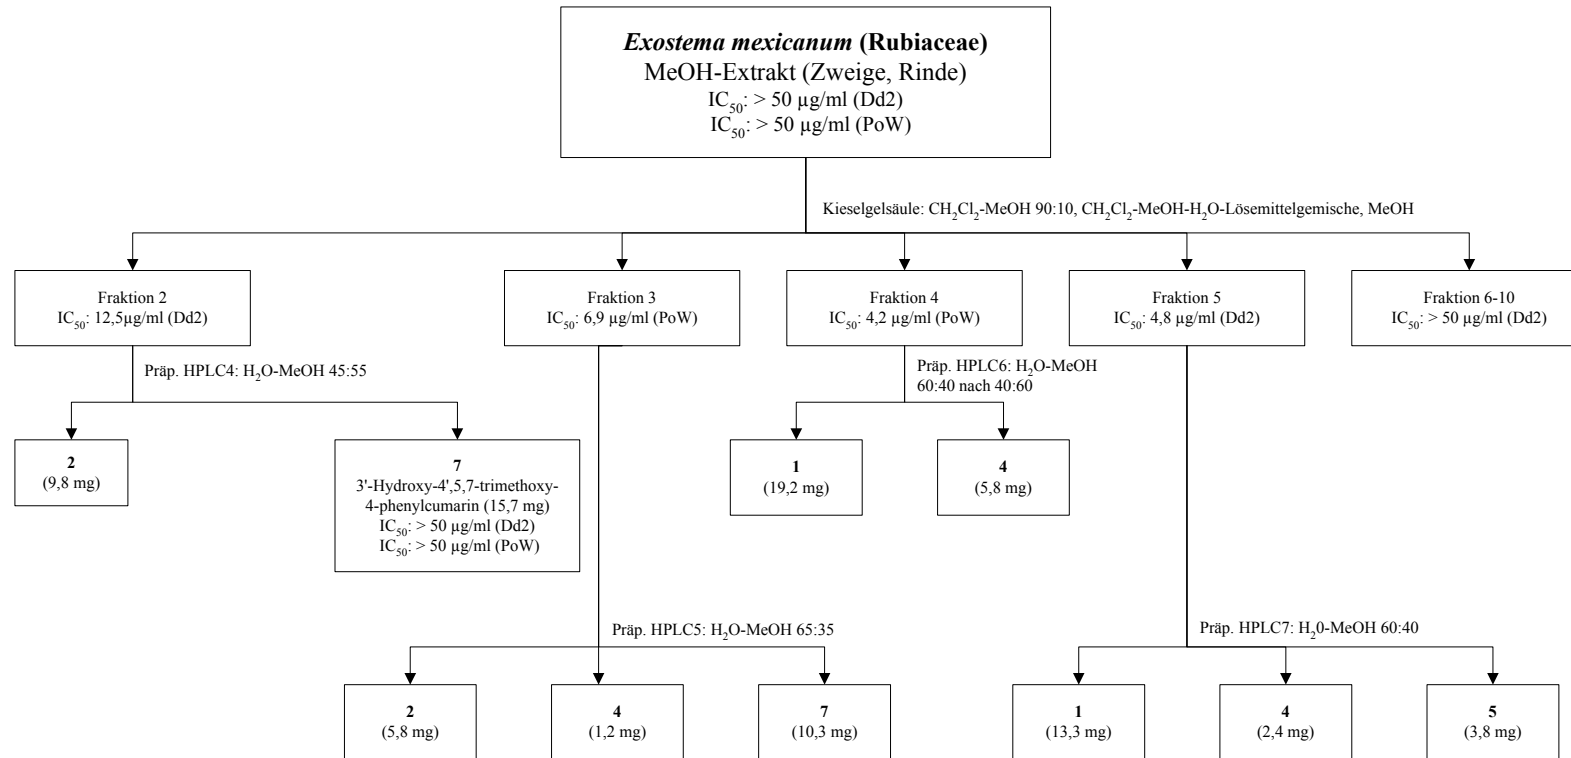 Exostema mexicanum (Rubiaceae)
MeOH-Extrakt (Zweige, Rinde)
IC50: > 50 µg/ml (Dd2)
IC50: > 50 µg/ml (PoW)
Kieselgelsäule: CH2Cl2-MeOH 90:10, CH2Cl2-MeOH-H2O-Lösemittelgemische, MeOH
Fraktion 2
IC50: 12,5µg/ml (Dd2)
Fraktion 3
IC50: 6,9 µg/ml (PoW)
Fraktion 4
IC50: 4,2 µg/ml (PoW)
Fraktion 5
IC50: 4,8 µg/ml (Dd2)
Fraktion 6-10
IC50: > 50 µg/ml (Dd2)
Präp. HPLC4: H2O-MeOH 45:55
Präp. HPLC6: H2O-MeOH
60:40 nach 40:60
2
(9,8 mg)
7
3'-Hydroxy-4',5,7-trimethoxy-
4-phenylcumarin (15,7 mg)
IC50: > 50 µg/ml (Dd2)
IC50: > 50 µg/ml (PoW)
1
(19,2 mg)
4
(5,8 mg)
Präp. HPLC5: H2O-MeOH 65:35
Präp. HPLC7: H20-MeOH 60:40
2
(5,8 mg)
4
(1,2 mg)
7
(10,3 mg)
1
(13,3 mg)
4
(2,4 mg)
5
(3,8 mg)